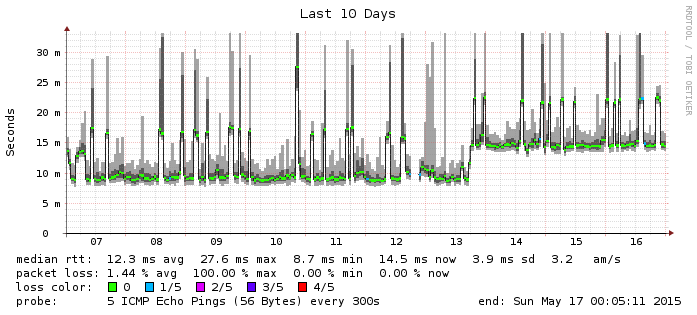 Last 10 Days
RRDTOOL / TOBI OETIKER
Seconds
30 m
25 m
20 m
15 m
10 m
5 m
0
07 08 09 10 11 12 13 14 15 16
median rtt: 12.3 ms avg 27.6 ms max 8.7 ms min 14.5 ms now 3.9 ms sd 3.2 am/s
packet loss: 1.44 % avg 100.00 % max 0.00 % min 0.00 % now
loss color: 0 1/5 2/5 3/5 4/5
probe: 5 ICMP Echo Pings (56 Bytes) every 300s end: Sun May 17 00:05:11 2015